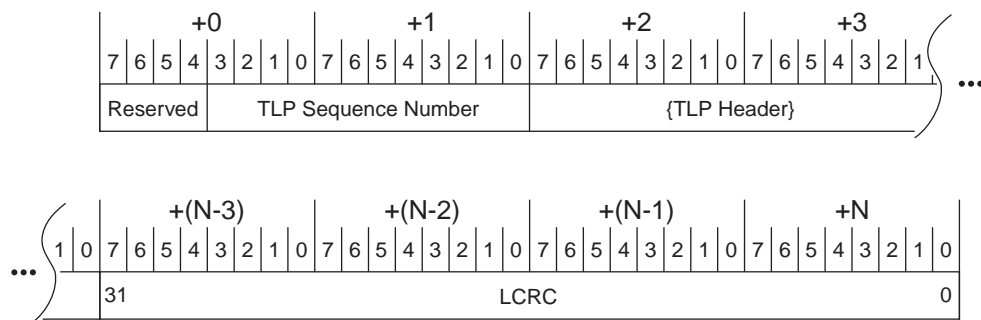 +0 +1 +2 +3
7 6 5 4 3 2 1 0 7 6 5 4 3 2 1 0 7 6 5 4 3 2 1 0 7 6 5 4 3 2 1
Reserved TLP Sequence Number {TLP Header}
+(N-3) +(N-2) +(N-1) +N
1 0 7 6 5 4 3 2 1 0 7 6 5 4 3 2 1 0 7 6 5 4 3 2 1 0 7 6 5 4 3 2 1 0
31 LCRC 0